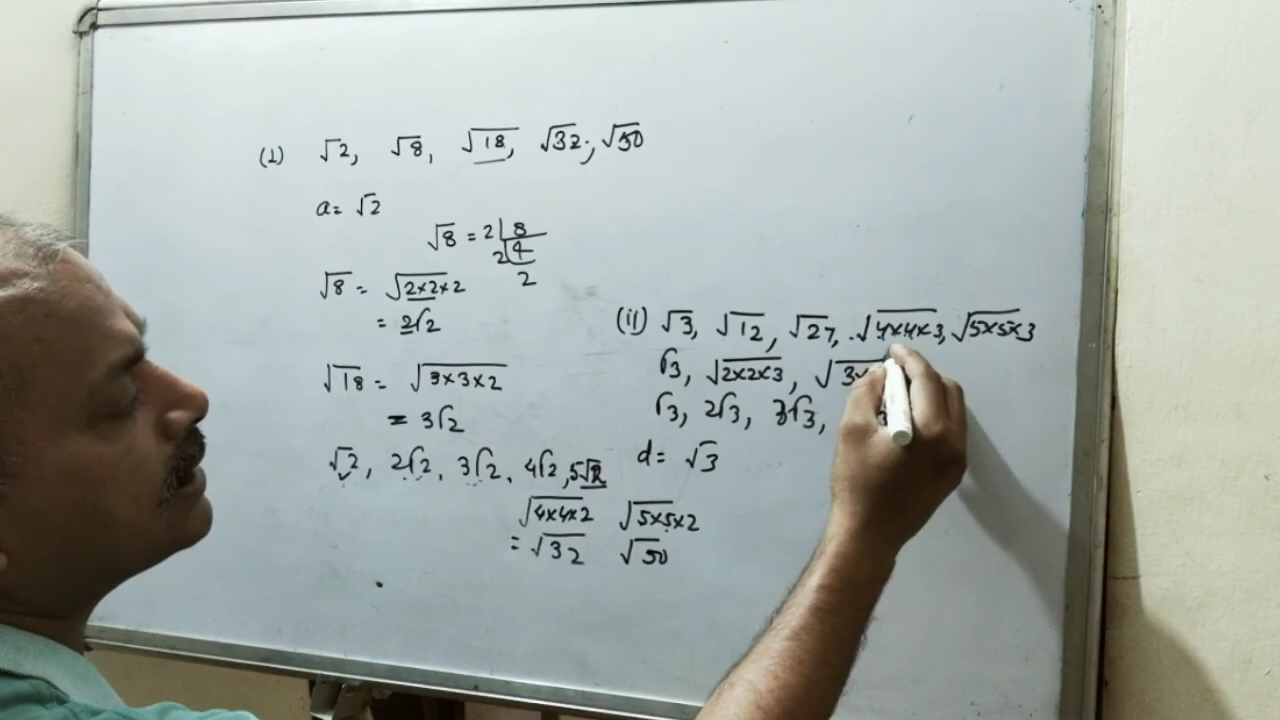 (1) √2, √8, √18, √32, √50
a = √2
√8 = 2|8
2|4
2
√8 = √2×2×2
= 2√2
√18 = √3×3×2
= 3√2
√2, 2√2, 3√2, 4√2, 5√2
√4×4×2 √5×5×2
= √32 √50
(ii) √3, √12, √27, √4×4×3, √5×5×3
√3, √2×2×3, √3×
√3, 2√3, 3√3,
d = √3